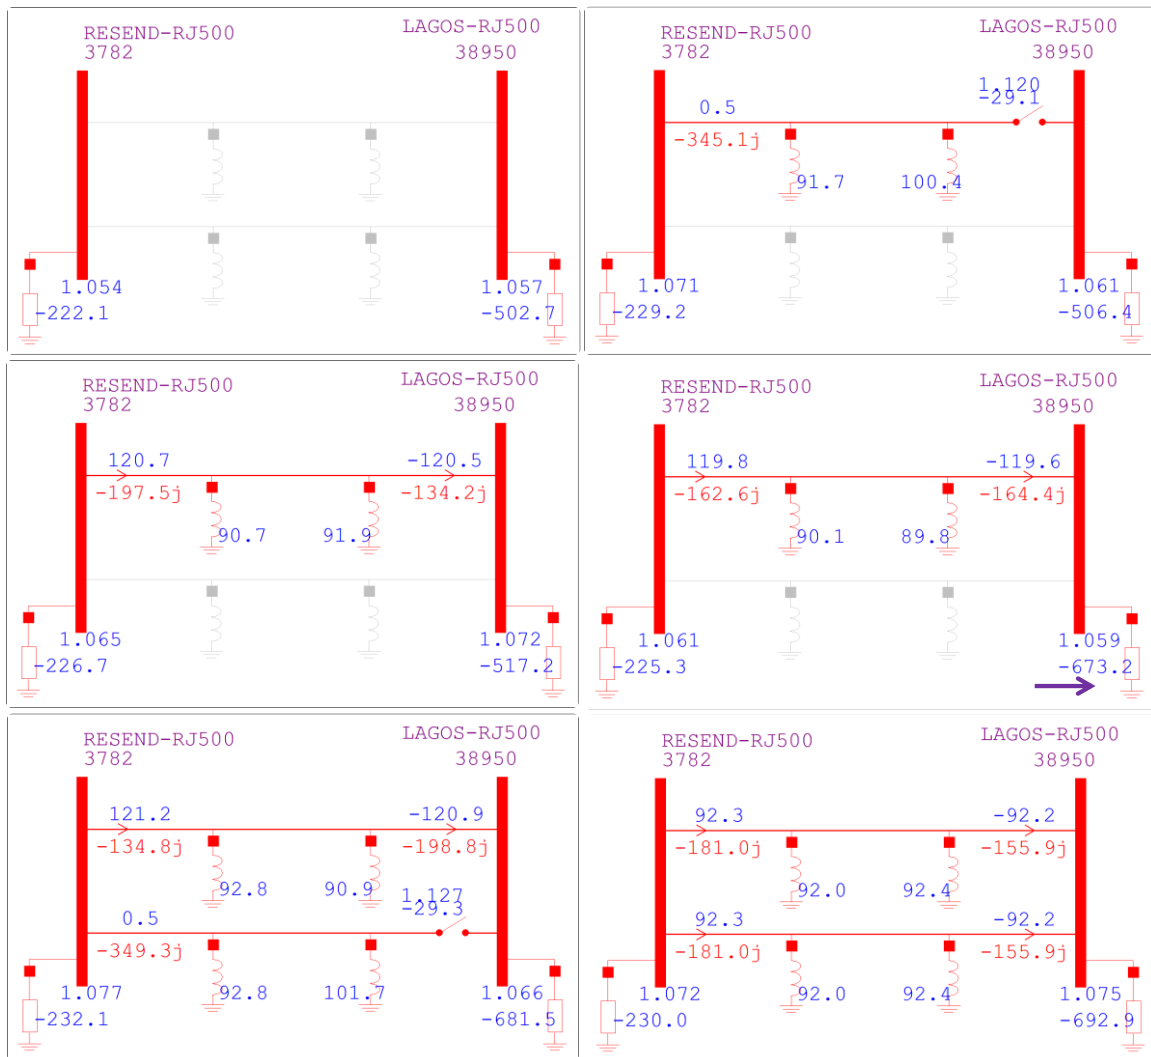 RESEND-RJ500
3782
LAGOS-RJ500
38950
1.054
-222.1
1.057
-502.7
RESEND-RJ500
3782
LAGOS-RJ500
38950
0.5
-345.1j
1.120
-29.1
91.7
100.4
1.071
-229.2
1.061
-506.4
RESEND-RJ500
3782
LAGOS-RJ500
38950
120.7
-120.5
-197.5j
-134.2j
90.7
91.9
1.065
-226.7
1.072
-517.2
RESEND-RJ500
3782
LAGOS-RJ500
38950
119.8
-119.6
-162.6j
-164.4j
90.1
89.8
1.061
-225.3
1.059
-673.2
RESEND-RJ500
3782
LAGOS-RJ500
38950
121.2
-120.9
-134.8j
-198.8j
92.8
90.9
1.127
-29.3
0.5
-349.3j
92.8
101.7
1.077
-232.1
1.066
-681.5
RESEND-RJ500
3782
LAGOS-RJ500
38950
92.3
-92.2
-181.0j
-155.9j
92.0
92.4
92.3
-92.2
-181.0j
-155.9j
92.0
92.4
1.072
-230.0
1.075
-692.9